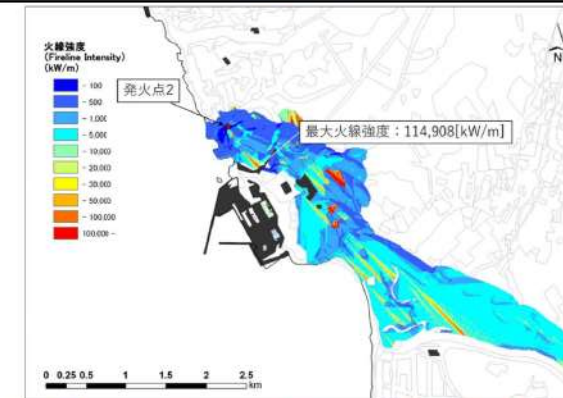 火線強度
(Fireline Intensity)
(kW/m)
- 100
- 500
- 1,000
- 5,000
- 10,000
- 20,000
- 30,000
- 50,000
- 100,000
100,000 -
発火点2
最大火線強度：114,908[kW/m]
N
0 0.25 0.5 1 1.5 2 2.5
km